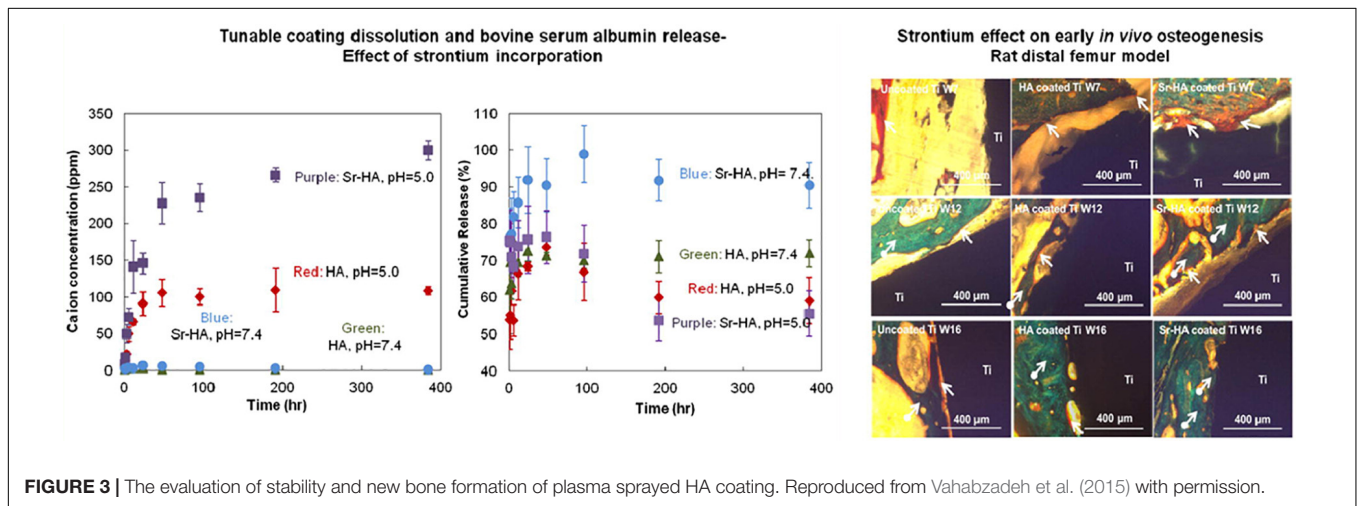 Tunable coating dissolution and bovine serum albumin release-
Effect of strontium incorporation
Ca ion concentration (ppm)
350
300
250
200
150
100
50
0
Purple: Sr-HA, pH=5.0
Red: HA, pH=5.0
Blue:
Sr-HA, pH=7.4
Green:
HA, pH=7.4
0
100
200
300
400
Time (hr)
Cumulative Release (%)
110
100
90
80
70
60
50
40
Blue: Sr-HA, pH= 7.4.
Green: HA, pH=7.4
Red: HA, pH=5.0
Purple: Sr-HA, pH=5.0
0
100
200
300
400
Time (hr)
Strontium effect on early in vivo osteogenesis
Rat distal femur model
Uncoated Ti W7
Ti
400 µm
HA coated Ti W7
Ti
400 µm
Sr-HA coated Ti W7
Ti
400 µm
Uncoated Ti W12
Ti
400 µm
HA coated Ti W12
Ti
400 µm
Sr-HA coated Ti W12
Ti
400 µm
Uncoated Ti W16
Ti
400 µm
HA coated Ti W16
Ti
400 µm
Sr-HA coated Ti W16
Ti
400 µm
FIGURE 3 | The evaluation of stability and new bone formation of plasma sprayed HA coating. Reproduced from Vahabzadeh et al. (2015) with permission.